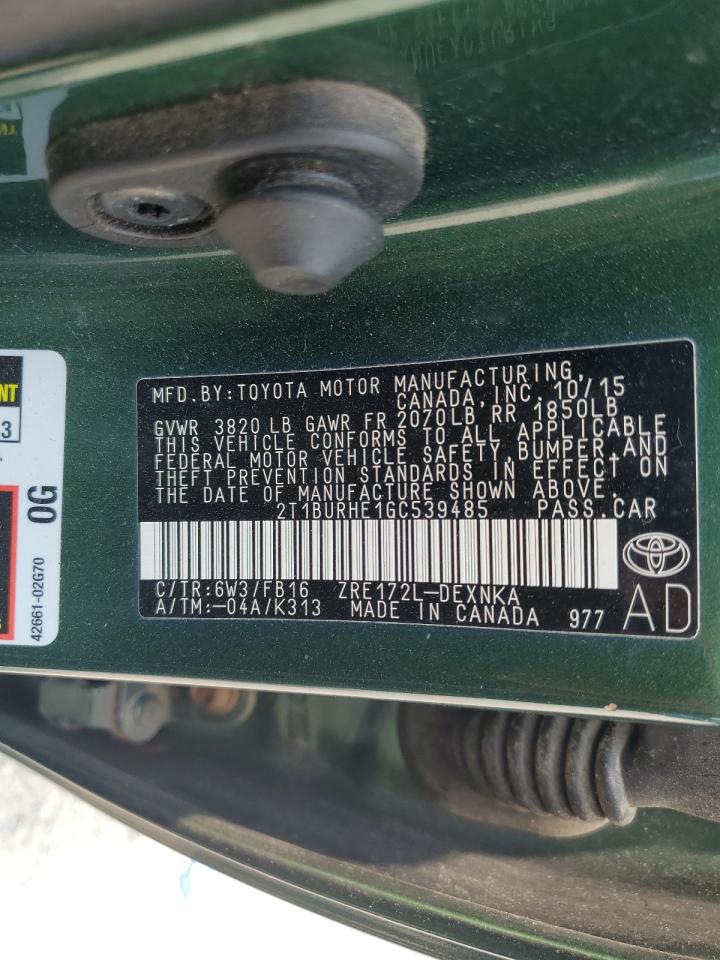 MFD.BY:TOYOTA MOTOR MANUFACTURING,
CANADA, INC. 10/15
GVWR 3820 LB GAWR FR 2070LB RR 1850LB
THIS VEHICLE CONFORMS TO ALL APPLICABLE
FEDERAL MOTOR VEHICLE SAFETY,BUMPER,AND
THEFT PREVENTION STANDARDS IN EFFECT ON
THE DATE OF MANUFACTURE SHOWN ABOVE.
2T1BURHE1GC539485 PASS.CAR
C/TR:6W3/FB16 ZRE172L-DEXNKA
A/TM:-04A/K313 MADE IN CANADA 977
AD
NT
3
0G
42661-02G70